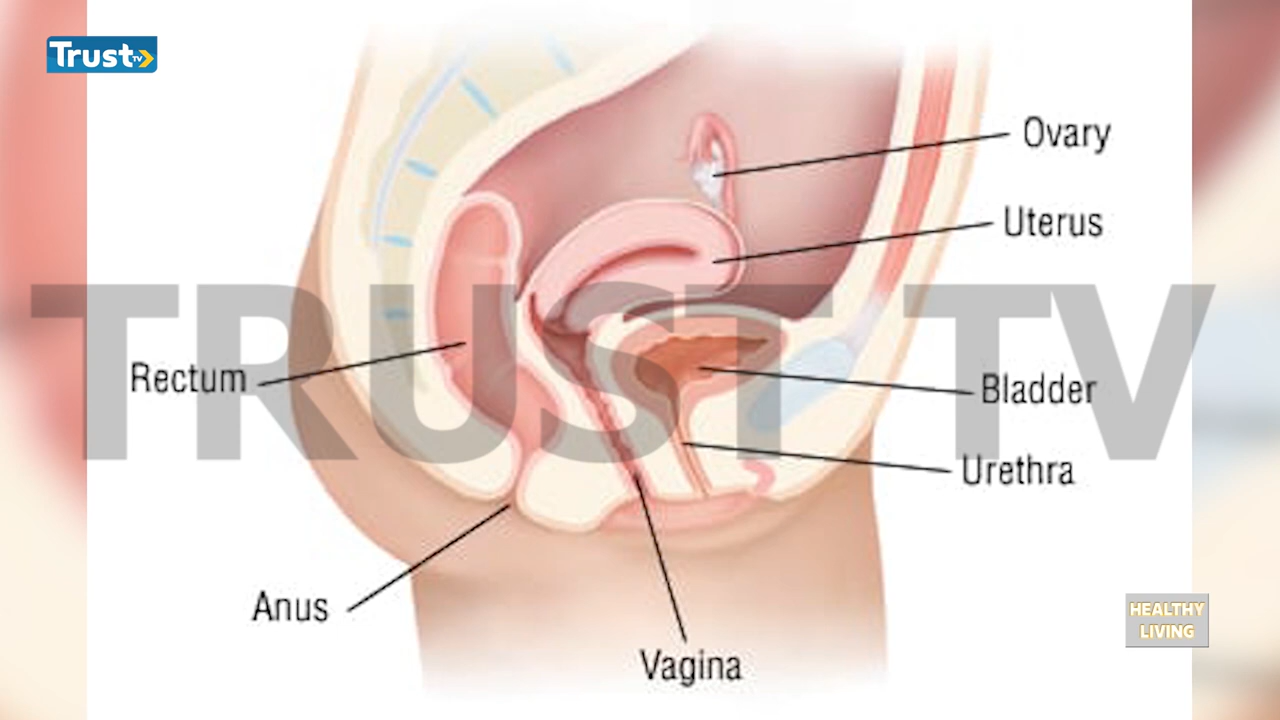 Trust TV
Ovary
Uterus
TRUST TV
Rectum
Bladder
Urethra
Anus
HEALTHY
LIVING
Vagina